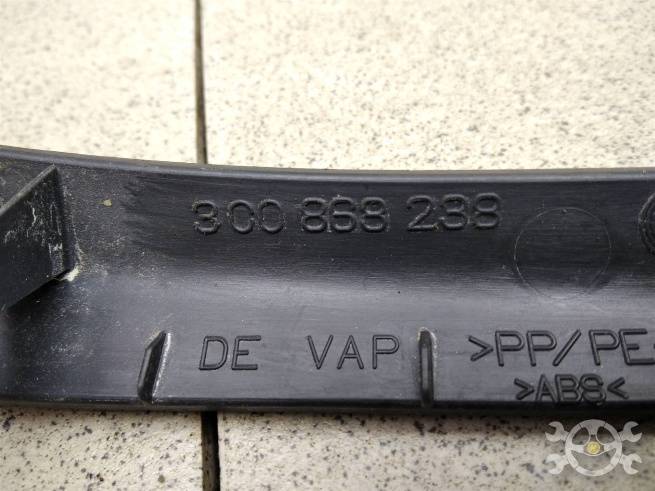 3C0 868 238
DE VAP >PP/PE-
>ABS<